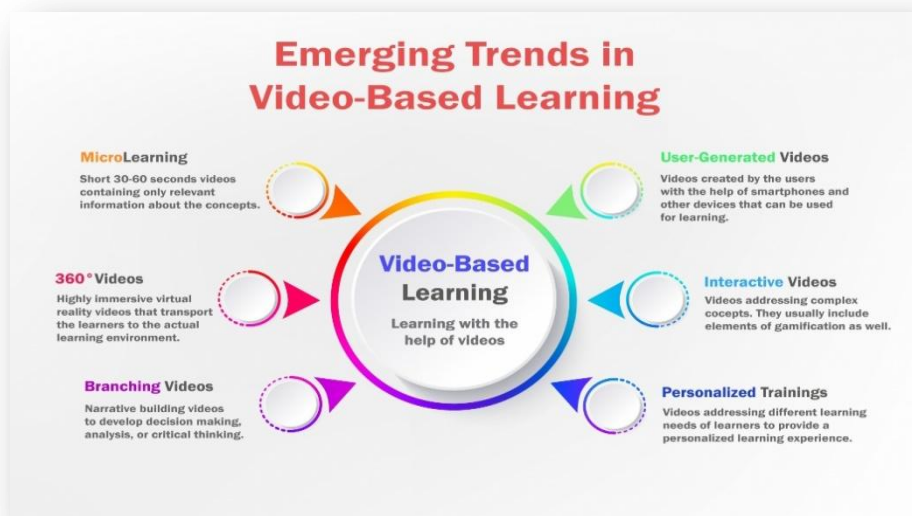 Emerging Trends in
Video-Based Learning
MicroLearning
Short 30-60 seconds videos
containing only relevant
information about the concepts.
360° Videos
Highly immersive virtual
reality videos that transport
the learners to the actual
learning environment.
Branching Videos
Narrative building videos
to develop decision making,
analysis, or critical thinking.
Video-Based
Learning
Learning with the
help of videos
User-Generated Videos
Videos created by the users
with the help of smartphones and
other devices that can be used
for learning.
Interactive Videos
Videos addressing complex
cocepts. They usually include
elements of gamification as well.
Personalized Trainings
Videos addressing different learning
needs of learners to provide a
personalized learning experience.